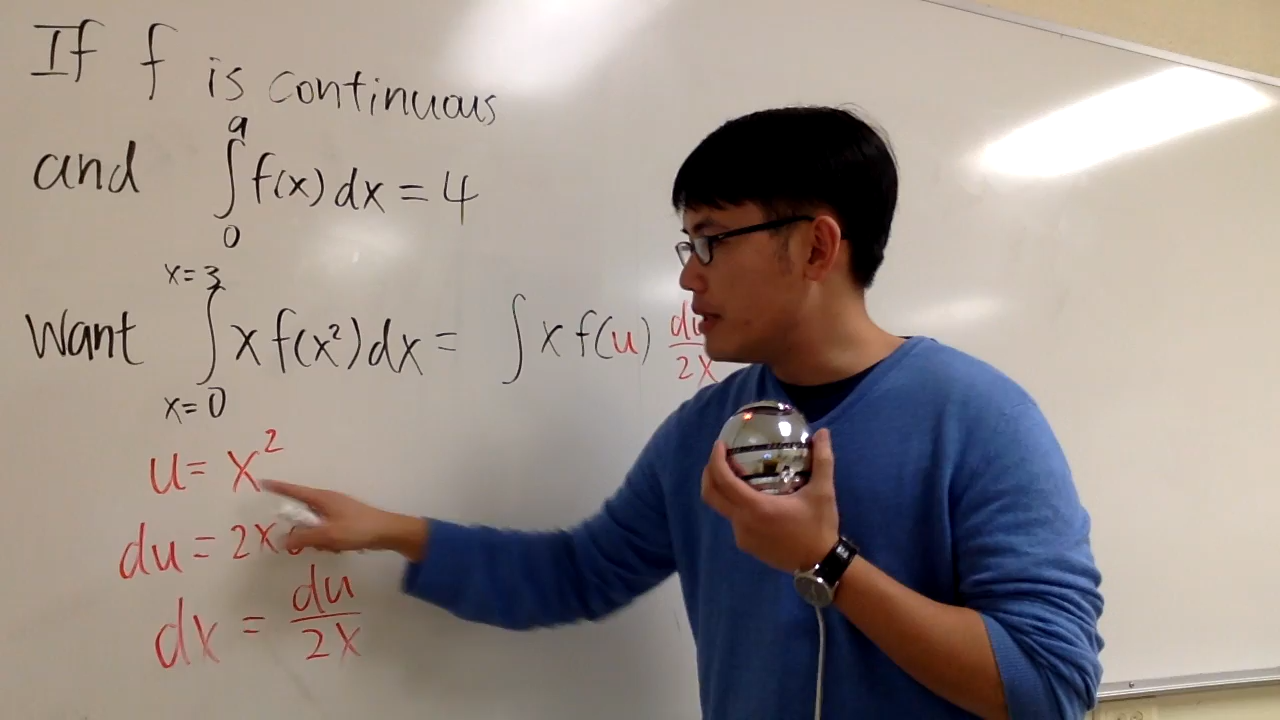 If f is continuous
and ∫₀⁹ f(x) dx = 4
Want ∫ₓ₌₀ˣ⁼³ x f(x²) dx = ∫ x f(u) du/2x
u = x²
du = 2x
dx = du/2x